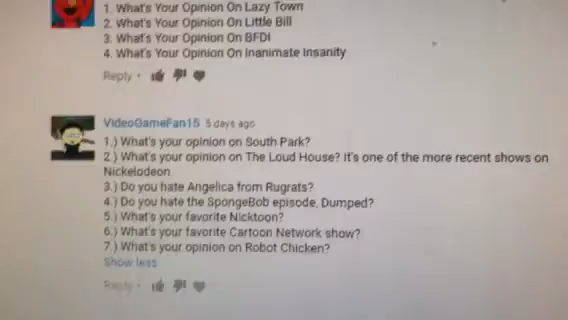 1. What's Your Opinion On Lazy Town
2. What's Your Opinion On Little Bill
3. What's Your Opinion On BFDI
4. What's Your Opinion On Inanimate Insanity
Reply •
VideoGameFan15 5 days ago
1.) What's your opinion on South Park?
2.) What's your opinion on The Loud House? It's one of the more recent shows on
Nickelodeon
3.) Do you hate Angelica from Rugrats?
4.) Do you hate the SpongeBob episode, Dumped?
5.) What's your favorite Nicktoon?
6.) What's your favorite Cartoon Network show?
7.) What's your opinion on Robot Chicken?
Show less
Reply •